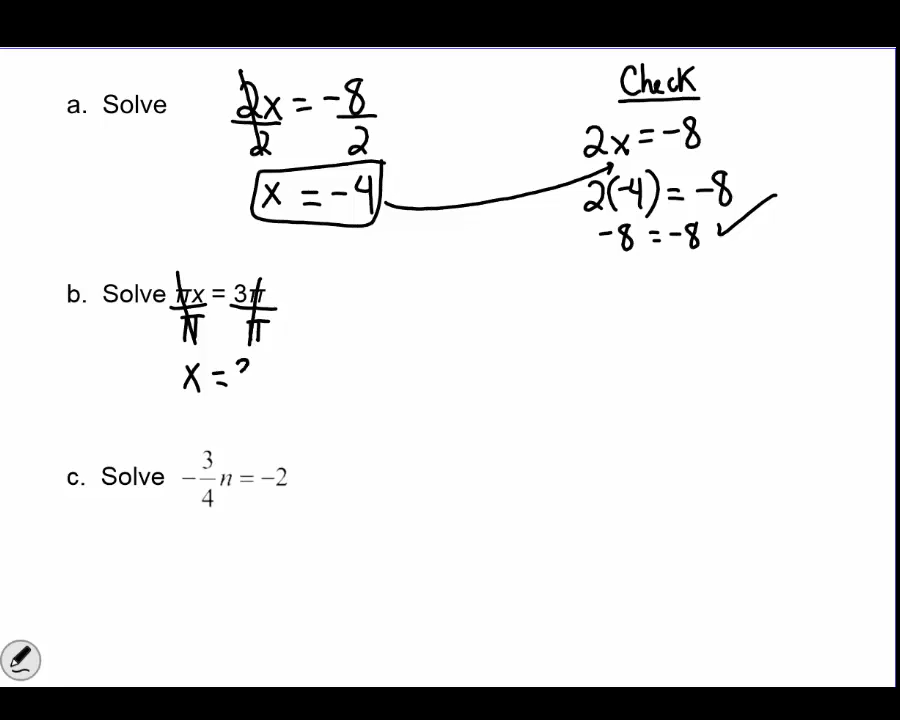 a. Solve 2x = -8
2 2
x = -4
Check
2x = -8
2(-4) = -8
-8 = -8 ✓
b. Solve πx = 3π
π π
x =
c. Solve -3/4 n = -2